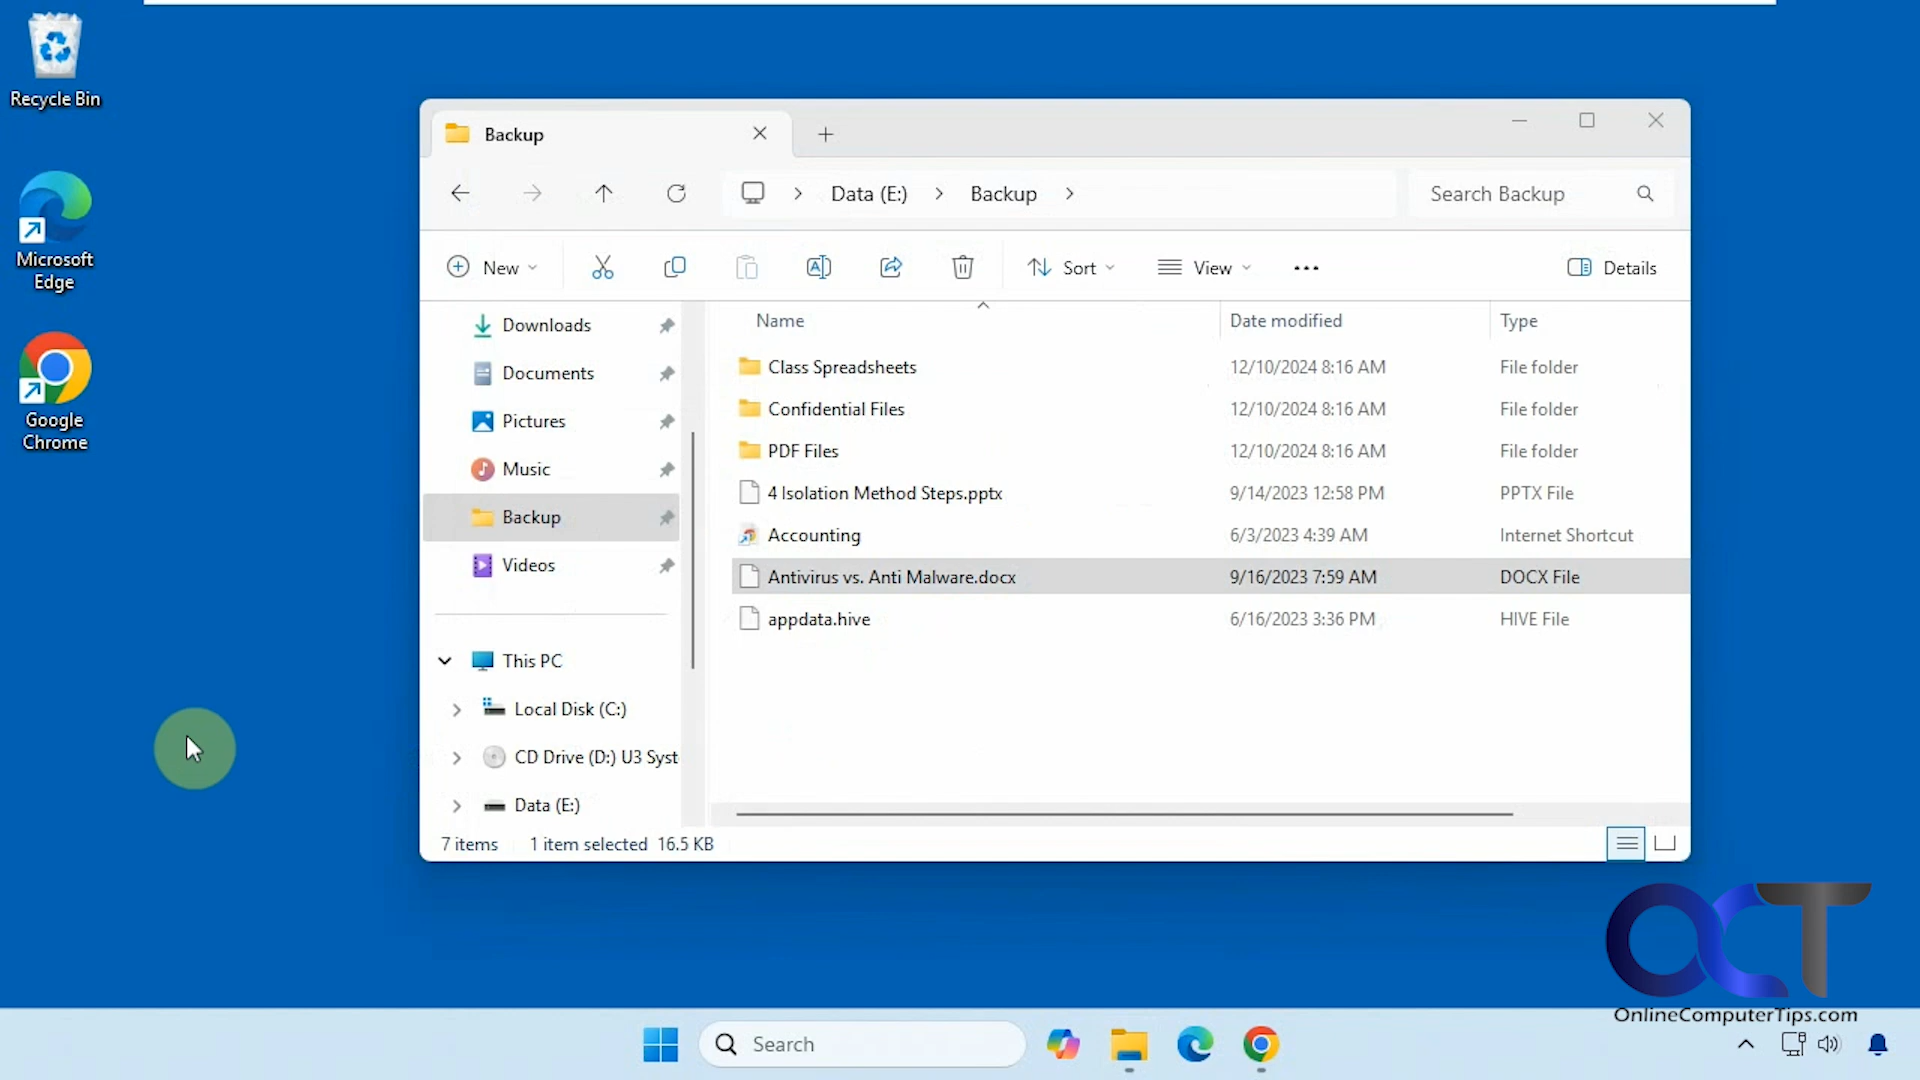 Recycle Bin
Microsoft
Edge
Google
Chrome
Backup
Data (E:)
Backup
Search Backup
New
Sort
View
Details
Downloads
Documents
Pictures
Music
Backup
Videos
This PC
Local Disk (C:)
CD Drive (D:) U3 Syst
Data (E:)
Name
Date modified
Type
Class Spreadsheets
12/10/2024 8:16 AM
File folder
Confidential Files
12/10/2024 8:16 AM
File folder
PDF Files
12/10/2024 8:16 AM
File folder
4 Isolation Method Steps.pptx
9/14/2023 12:58 PM
PPTX File
Accounting
6/3/2023 4:39 AM
Internet Shortcut
Antivirus vs. Anti Malware.docx
9/16/2023 7:59 AM
DOCX File
appdata.hive
6/16/2023 3:36 PM
HIVE File
7 items
1 item selected 16.5 KB
OCT
OnlineComputerTips.com
Search